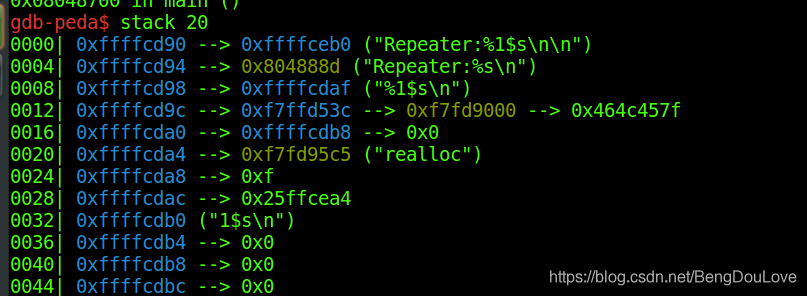 0x08048700 in main ()
gdb-peda$ stack 20
0000| 0xffffcd90 --> 0xffffceb0 ("Repeater:%1$s\n\n")
0004| 0xffffcd94 --> 0x804888d ("Repeater:%s\n")
0008| 0xffffcd98 --> 0xffffcdaf ("%1$s\n")
0012| 0xffffcd9c --> 0xf7ffd53c --> 0xf7fd9000 --> 0x464c457f
0016| 0xffffcda0 --> 0xffffcdb8 --> 0x0
0020| 0xffffcda4 --> 0xf7fd95c5 ("realloc")
0024| 0xffffcda8 --> 0xf
0028| 0xffffcdac --> 0x25ffcea4
0032| 0xffffcdb0 ("1$s\n")
0036| 0xffffcdb4 --> 0x0
0040| 0xffffcdb8 --> 0x0
0044| 0xffffcdbc --> 0x0
https://blog.csdn.net/BengDouLove